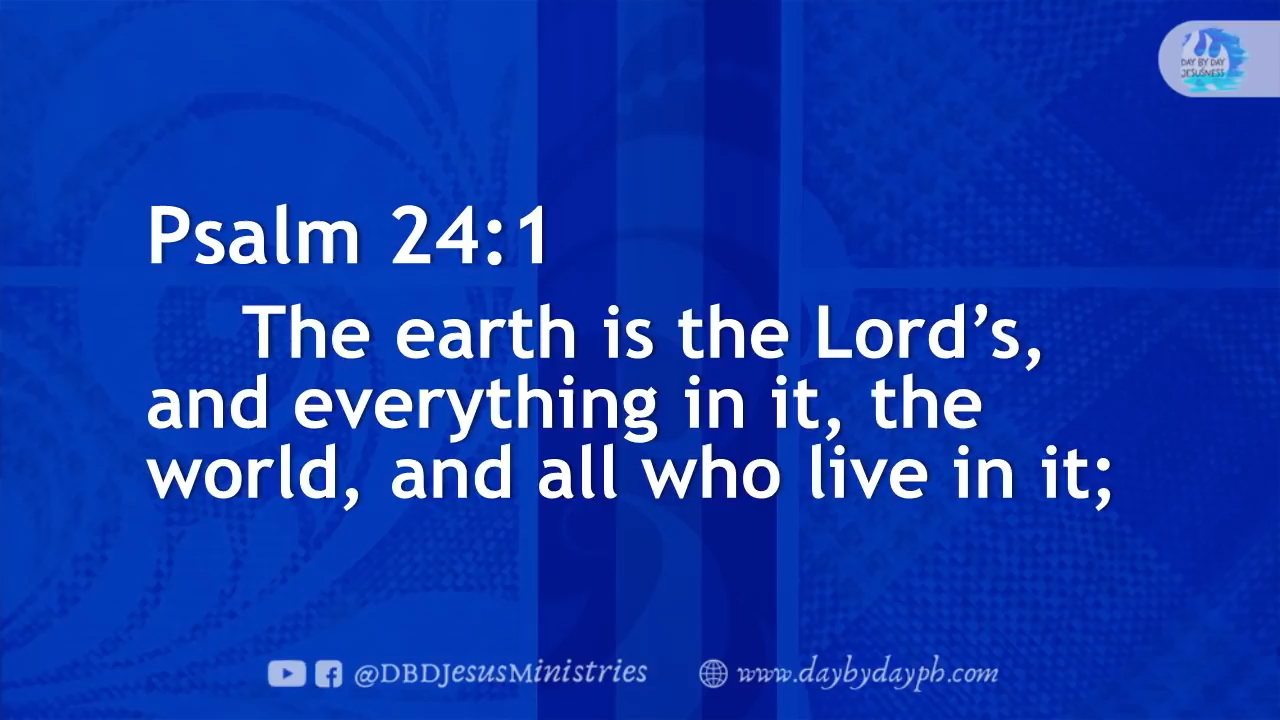 DAY BY DAY
JESUSNESS
Psalm 24:1
The earth is the Lord’s,
and everything in it, the
world, and all who live in it;
@DBDJesusMinistries
www.daybydayph.com